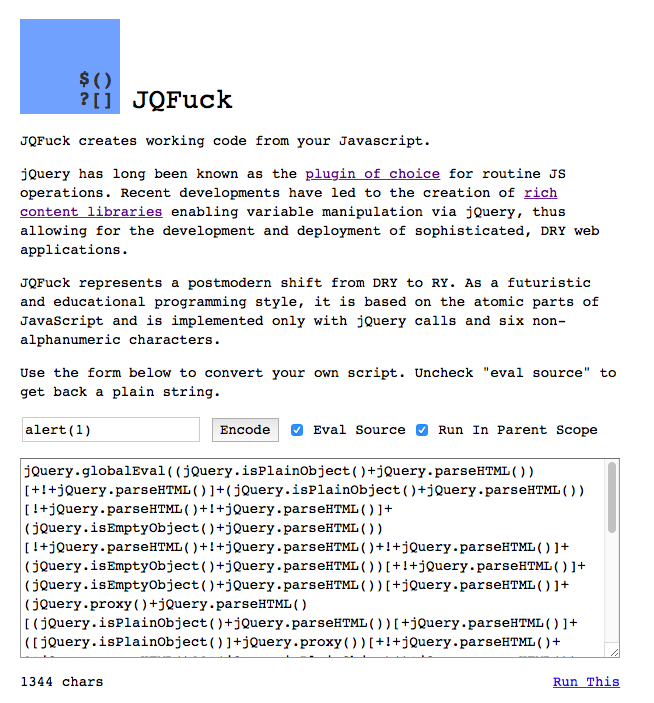 $()
?[] JQFuck
JQFuck creates working code from your Javascript.
jQuery has long been known as the plugin of choice for routine JS
operations. Recent developments have led to the creation of rich
content libraries enabling variable manipulation via jQuery, thus
allowing for the development and deployment of sophisticated, DRY web
applications.
JQFuck represents a postmodern shift from DRY to RY. As a futuristic
and educational programming style, it is based on the atomic parts of
JavaScript and is implemented only with jQuery calls and six non-
alphanumeric characters.
Use the form below to convert your own script. Uncheck "eval source" to
get back a plain string.
alert(1) Encode Eval Source Run In Parent Scope
jQuery.globalEval((jQuery.isPlainObject()+jQuery.parseHTML())
[+!+jQuery.parseHTML()]+(jQuery.isPlainObject()+jQuery.parseHTML())
[!+jQuery.parseHTML()+!+jQuery.parseHTML()]+
(jQuery.isEmptyObject()+jQuery.parseHTML())
[!+jQuery.parseHTML()+!+jQuery.parseHTML()+!+jQuery.parseHTML()]+
(jQuery.isEmptyObject()+jQuery.parseHTML())[+!+jQuery.parseHTML()]+
(jQuery.isEmptyObject()+jQuery.parseHTML())[+jQuery.parseHTML()]+
(jQuery.proxy()+jQuery.parseHTML()
[(jQuery.isPlainObject()+jQuery.parseHTML())[+jQuery.parseHTML()]+
([jQuery.isPlainObject()]+jQuery.proxy())[+!+jQuery.parseHTML()+
1344 chars Run This